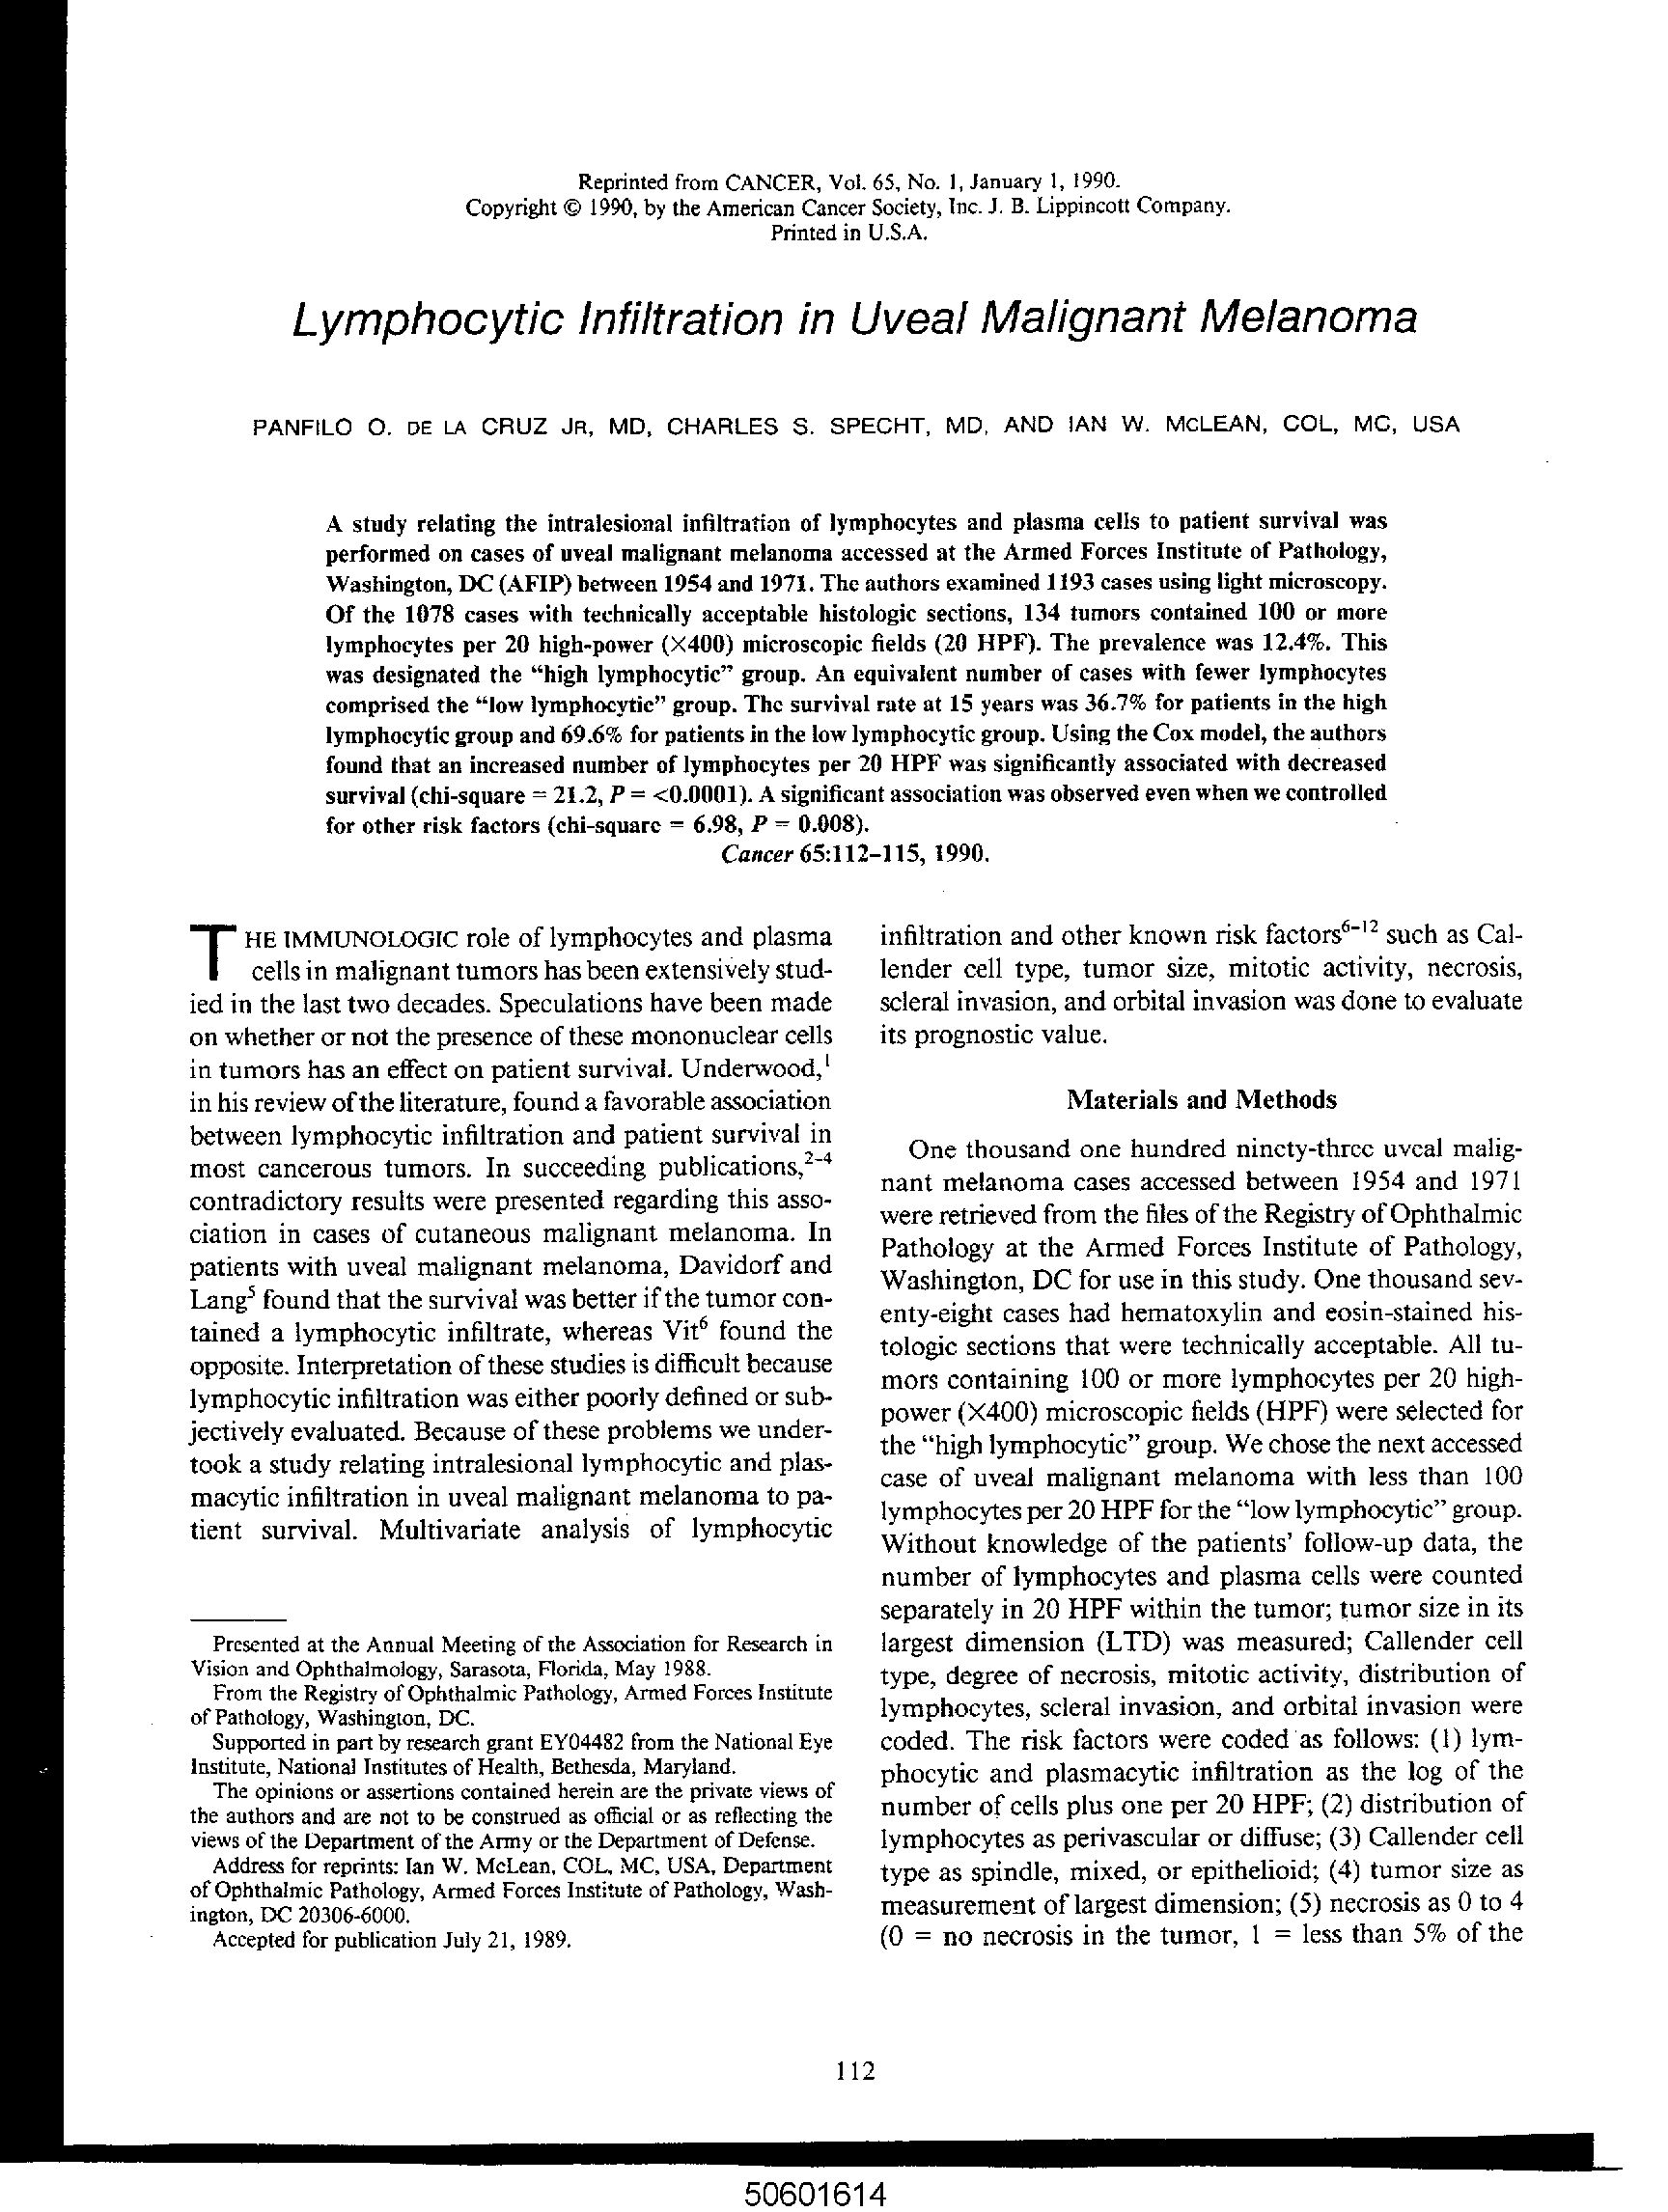 Reprinted from CANCER, Vol. 65, No. 1, January 1, 1990.
Copyright © 1990, by the American Cancer Society, Inc. J. B. Lippincott Company.
Printed in U.S.A.
Lymphocytic Infiltration in Uveal Malignant Melanoma
PANFILO O. DE LA CRUZ JR, MD, CHARLES S. SPECHT, MD, AND IAN W. MCLEAN, COL, MC, USA
A study relating the intralesional infiltration of lymphocytes and plasma cells to patient survival was
performed on cases of uveal malignant melanoma accessed at the Armed Forces Institute of Pathology,
Washington, DC (AFIP) between 1954 and 1971. The authors examined 1193 cases using light microscopy.
Of the 1078 cases with technically acceptable histologic sections, 134 tumors contained 100 or more
lymphocytes per 20 high-power (×400) microscopic fields (20 HPF). The prevalence was 12.4%. This
was designated the “high lymphocytic” group. An equivalent number of cases with fewer lymphocytes
comprised the “low lymphocytic” group. The survival rate at 15 years was 36.7% for patients in the high
lymphocytic group and 69.6% for patients in the low lymphocytic group. Using the Cox model, the authors
found that an increased number of lymphocytes per 20 HPF was significantly associated with decreased
survival (chi-square = 21.2, P = <0.0001). A significant association was observed even when we controlled
for other risk factors (chi-square = 6.98, P = 0.008).
Cancer 65:112–115, 1990.
THE IMMUNOLOGIC role of lymphocytes and plasma
cells in malignant tumors has been extensively stud-
ied in the last two decades. Speculations have been made
on whether or not the presence of these mononuclear cells
in tumors has an effect on patient survival. Underwood,1
in his review of the literature, found a favorable association
between lymphocytic infiltration and patient survival in
most cancerous tumors. In succeeding publications,2–4
contradictory results were presented regarding this asso-
ciation in cases of cutaneous malignant melanoma. In
patients with uveal malignant melanoma, Davidorf and
Lang5 found that the survival was better if the tumor con-
tained a lymphocytic infiltrate, whereas Vit6 found the
opposite. Interpretation of these studies is difficult because
lymphocytic infiltration was either poorly defined or sub-
jectively evaluated. Because of these problems we under-
took a study relating intralesional lymphocytic and plas-
macytic infiltration in uveal malignant melanoma to pa-
tient survival. Multivariate analysis of lymphocytic
Presented at the Annual Meeting of the Association for Research in
Vision and Ophthalmology, Sarasota, Florida, May 1988.
From the Registry of Ophthalmic Pathology, Armed Forces Institute
of Pathology, Washington, DC.
Supported in part by research grant EY04482 from the National Eye
Institute, National Institutes of Health, Bethesda, Maryland.
The opinions or assertions contained herein are the private views of
the authors and are not to be construed as official or as reflecting the
views of the Department of the Army or the Department of Defense.
Address for reprints: Ian W. McLean, COL, MC, USA, Department
of Ophthalmic Pathology, Armed Forces Institute of Pathology, Wash-
ington, DC 20306-6000.
Accepted for publication July 21, 1989.
infiltration and other known risk factors6–12 such as Cal-
lender cell type, tumor size, mitotic activity, necrosis,
scleral invasion, and orbital invasion was done to evaluate
its prognostic value.
Materials and Methods
One thousand one hundred ninety-three uveal malig-
nant melanoma cases accessed between 1954 and 1971
were retrieved from the files of the Registry of Ophthalmic
Pathology at the Armed Forces Institute of Pathology,
Washington, DC for use in this study. One thousand sev-
enty-eight cases had hematoxylin and eosin-stained his-
tologic sections that were technically acceptable. All tu-
mors containing 100 or more lymphocytes per 20 high-
power (×400) microscopic fields (HPF) were selected for
the “high lymphocytic” group. We chose the next accessed
case of uveal malignant melanoma with less than 100
lymphocytes per 20 HPF for the “low lymphocytic” group.
Without knowledge of the patients’ follow-up data, the
number of lymphocytes and plasma cells were counted
separately in 20 HPF within the tumor; tumor size in its
largest dimension (LTD) was measured; Callender cell
type, degree of necrosis, mitotic activity, distribution of
lymphocytes, scleral invasion, and orbital invasion were
coded. The risk factors were coded as follows: (1) lym-
phocytic and plasmacytic infiltration as the log of the
number of cells plus one per 20 HPF; (2) distribution of
lymphocytes as perivascular or diffuse; (3) Callender cell
type as spindle, mixed, or epithelioid; (4) tumor size as
measurement of largest dimension; (5) necrosis as 0 to 4
(0 = no necrosis in the tumor, 1 = less than 5% of the
112
50601614